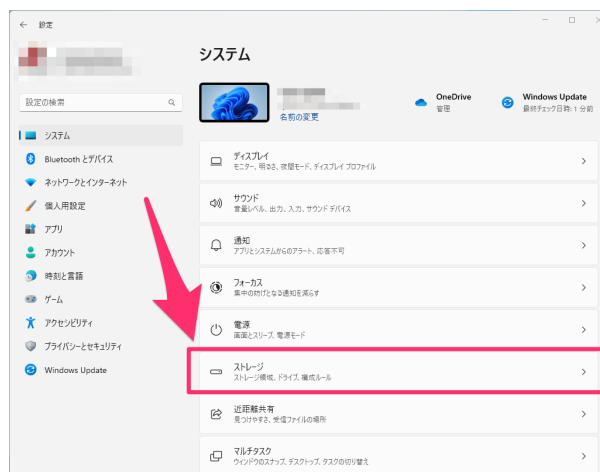 設定
システム
OneDrive
管理
Windows Update
最終チェック日時: 1 分前
名前の変更
設定の検索
システム
Bluetooth とデバイス
ネットワークとインターネット
個人用設定
アプリ
アカウント
時刻と言語
ゲーム
アクセシビリティ
プライバシーとセキュリティ
Windows Update
ディスプレイ
モニター、明るさ、夜間モード、ディスプレイ プロファイル
サウンド
音量レベル、出力、入力、サウンド デバイス
通知
アプリとシステムからのアラート、応答不可
フォーカス
集中の妨げとなる通知を減らす
電源
画面とスリープ、電源モード
ストレージ
ストレージ領域、ドライブ、構成ルール
近距離共有
見つけやすさ、受信ファイルの場所
マルチタスク
ウィンドウのスナップ、デスクトップ、タスクの切り替え